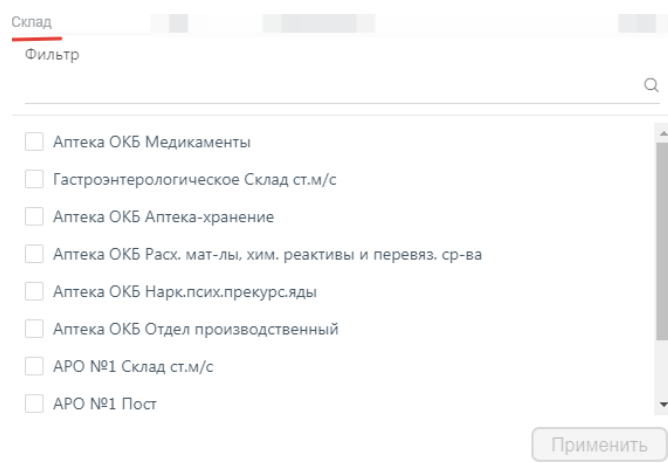 Склад
Фильтр
Аптека ОКБ Медикаменты
Гастроэнтерологическое Склад ст.м/с
Аптека ОКБ Аптека-хранение
Аптека ОКБ Расх. мат-лы, хим. реактивы и перевяз. ср-ва
Аптека ОКБ Нарк.псих.прекурс.яды
Аптека ОКБ Отдел производственный
АРО №1 Склад ст.м/с
АРО №1 Пост
Применить